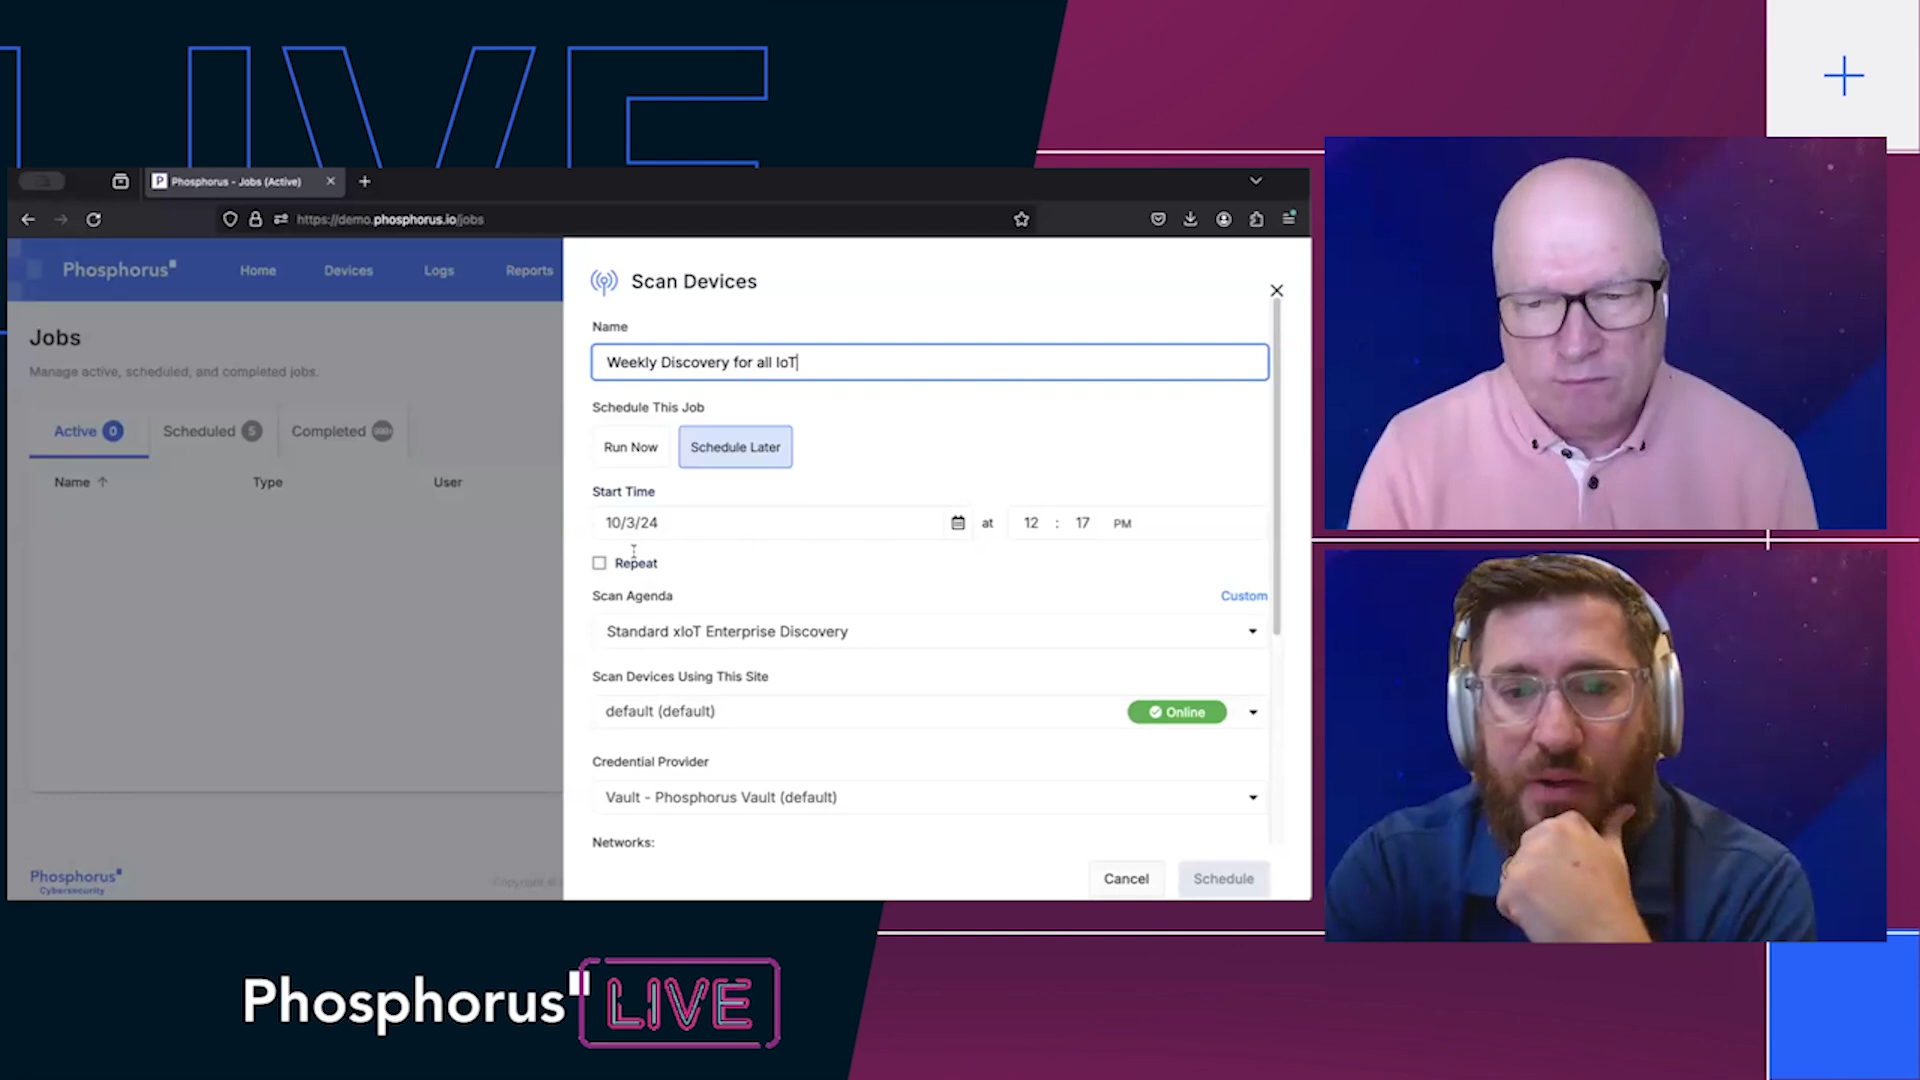 LIVE
Phosphorus - Jobs (Active)
https://demo.phosphorus.io/jobs
Phosphorus
Home
Devices
Logs
Reports
Jobs
Manage active, scheduled, and completed jobs.
Active 0
Scheduled 5
Completed
Name
Type
User
Phosphorus
Cybersecurity
Copyright ©
Scan Devices
Name
Weekly Discovery for all IoT
Schedule This Job
Run Now
Schedule Later
Start Time
10/3/24
at
12 : 17 PM
Repeat
Scan Agenda
Custom
Standard xIoT Enterprise Discovery
Scan Devices Using This Site
default (default)
Online
Credential Provider
Vault - Phosphorus Vault (default)
Networks:
Cancel
Schedule
Phosphorus LIVE